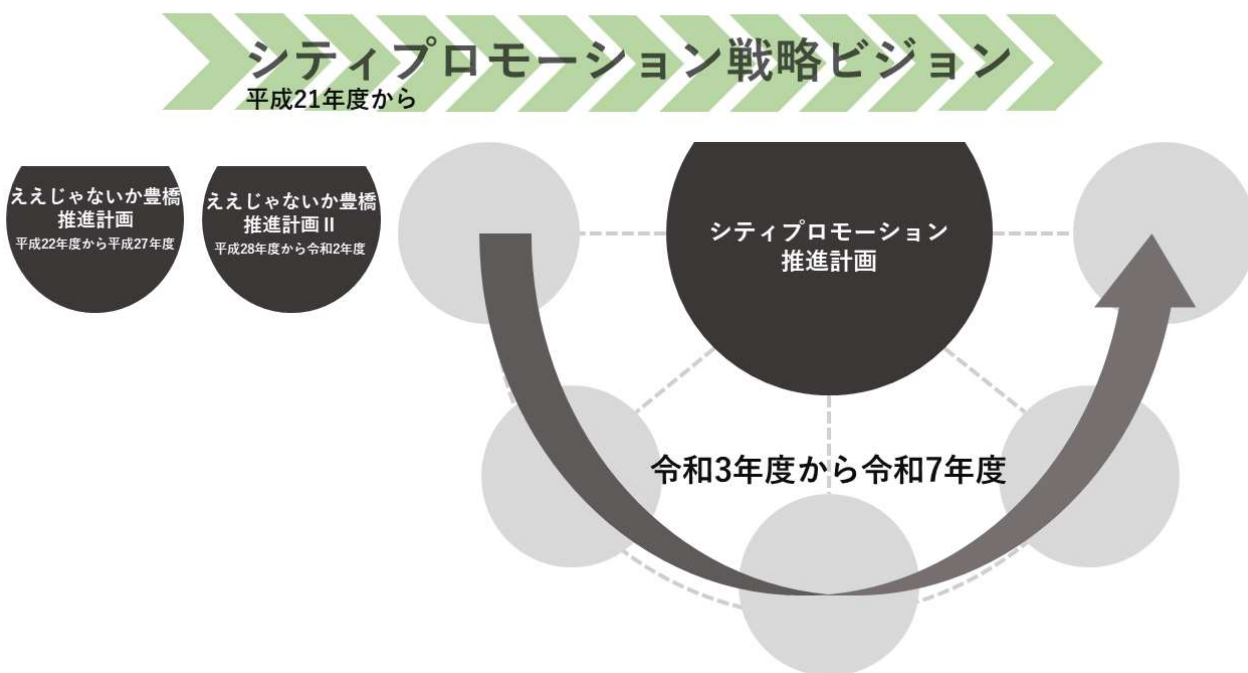 シティプロモーション戦略ビジョン
平成21年度から
ええじゃないか豊橋
推進計画
平成22年度から平成27年度
ええじゃないか豊橋
推進計画Ⅱ
平成28年度から令和2年度
シティプロモーション
推進計画
令和3年度から令和7年度